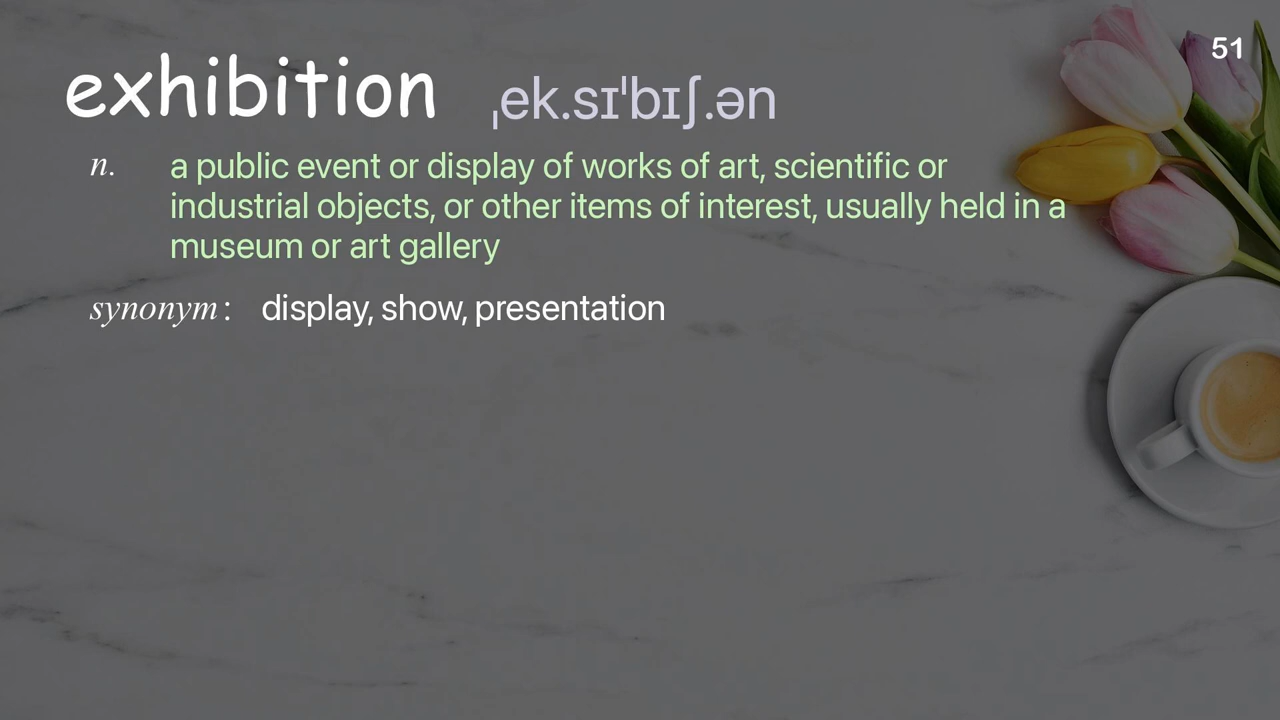 51
exhibition ˌek.sɪˈbɪʃ.ən
n. a public event or display of works of art, scientific or
industrial objects, or other items of interest, usually held in a
museum or art gallery
synonym: display, show, presentation